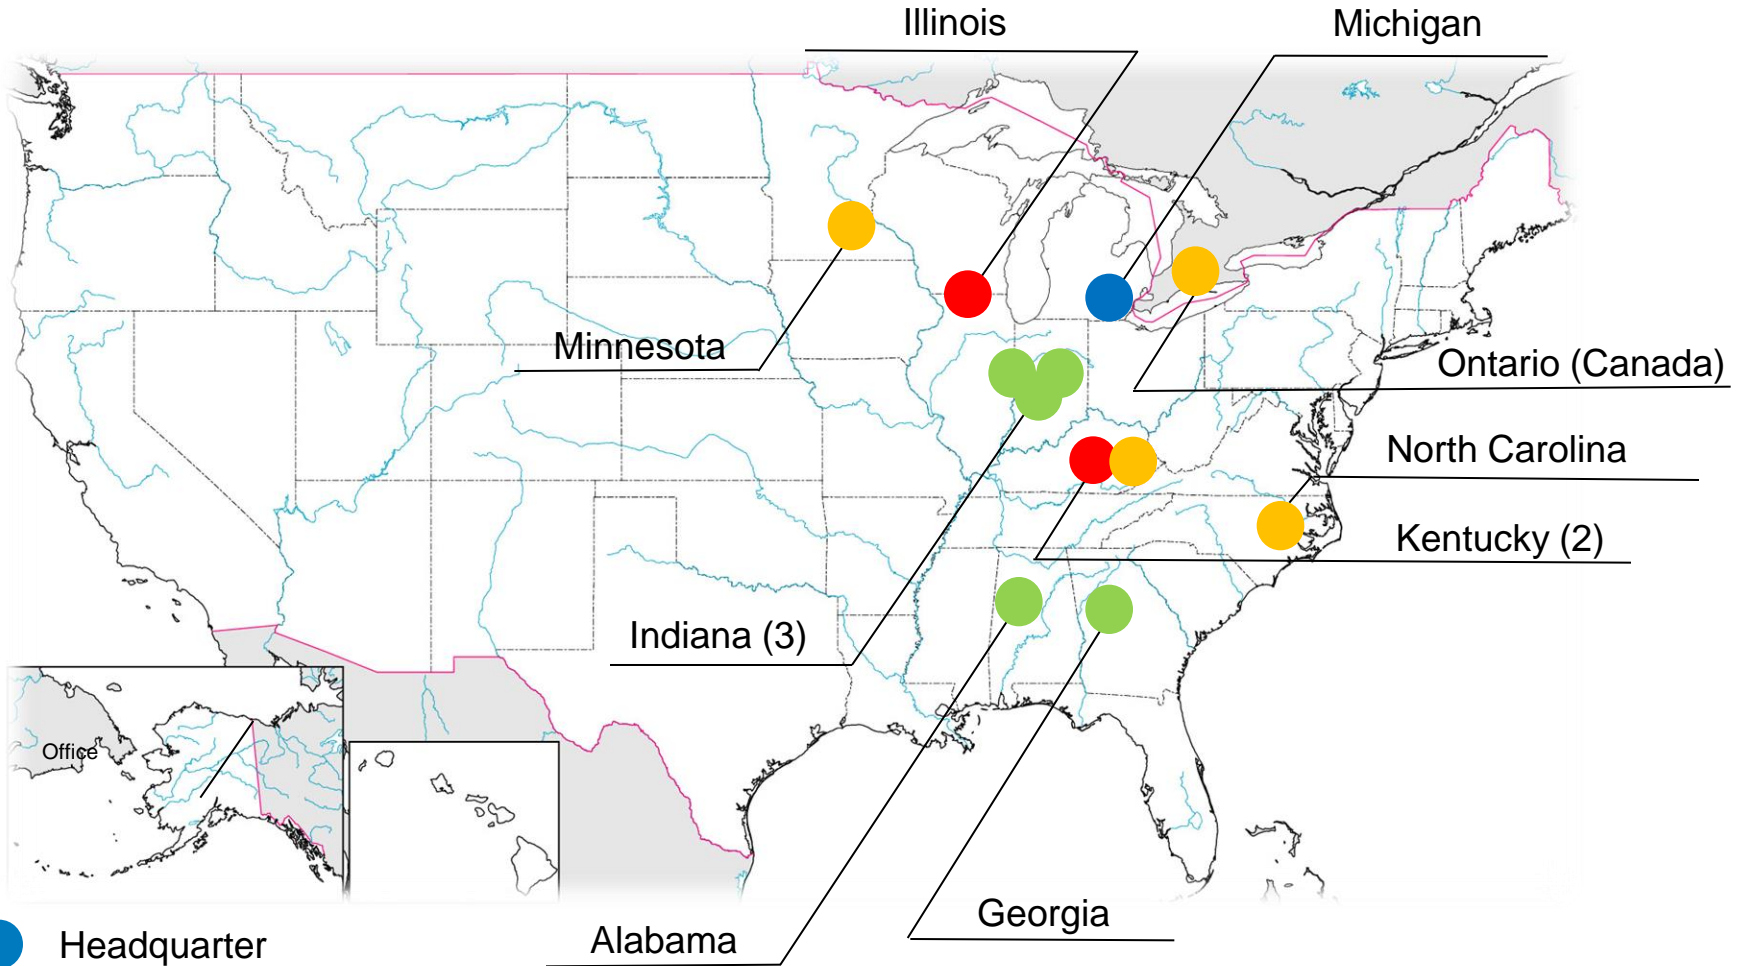 Illinois
Michigan
Minnesota
Ontario (Canada)
North Carolina
Kentucky (2)
Indiana (3)
Office
Georgia
Alabama
Headquarter